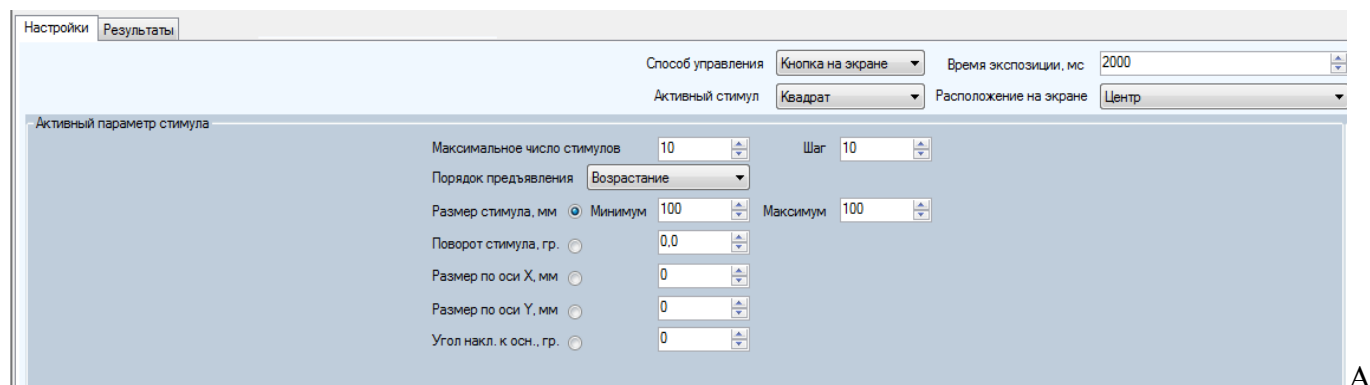 Настройки Результаты
Способ управления Кнопка на экране Время экспозиции, мс 2000
Активный стимул Квадрат Расположение на экране Центр
Активный параметр стимула
Максимальное число стимулов 10 Шаг 10
Порядок предъявления Возрастание
Размер стимула, мм Минимум 100 Максимум 100
Поворот стимула, гр. 0,0
Размер по оси X, мм 0
Размер по оси Y, мм 0
Угол накл. к осн., гр. 0
А